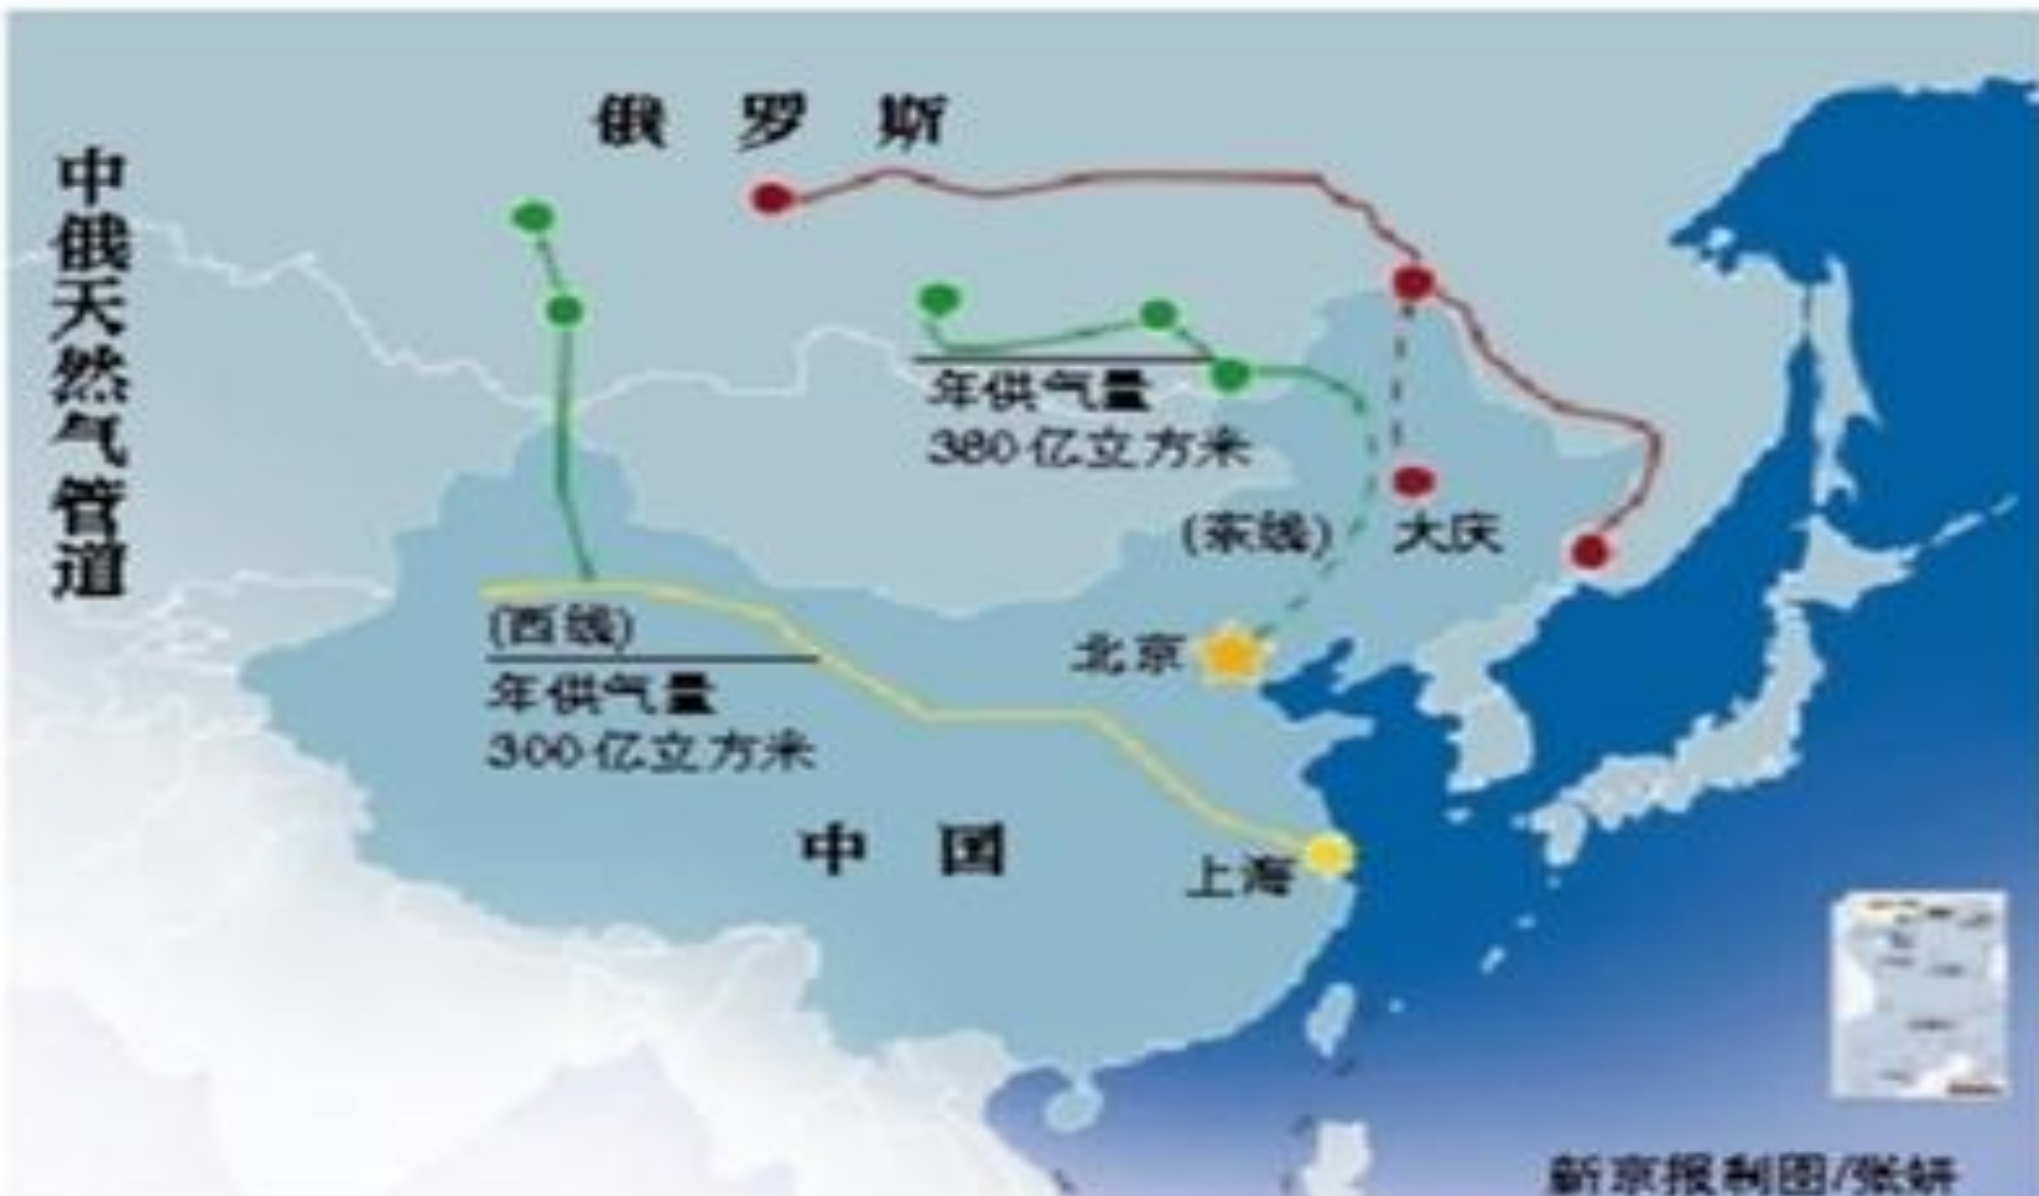 中俄天然气管道
俄罗斯
年供气量
380亿立方米
(东线)
大庆
(西线)
北京
年供气量
300亿立方米
中国
上海
新京报制图/张妍